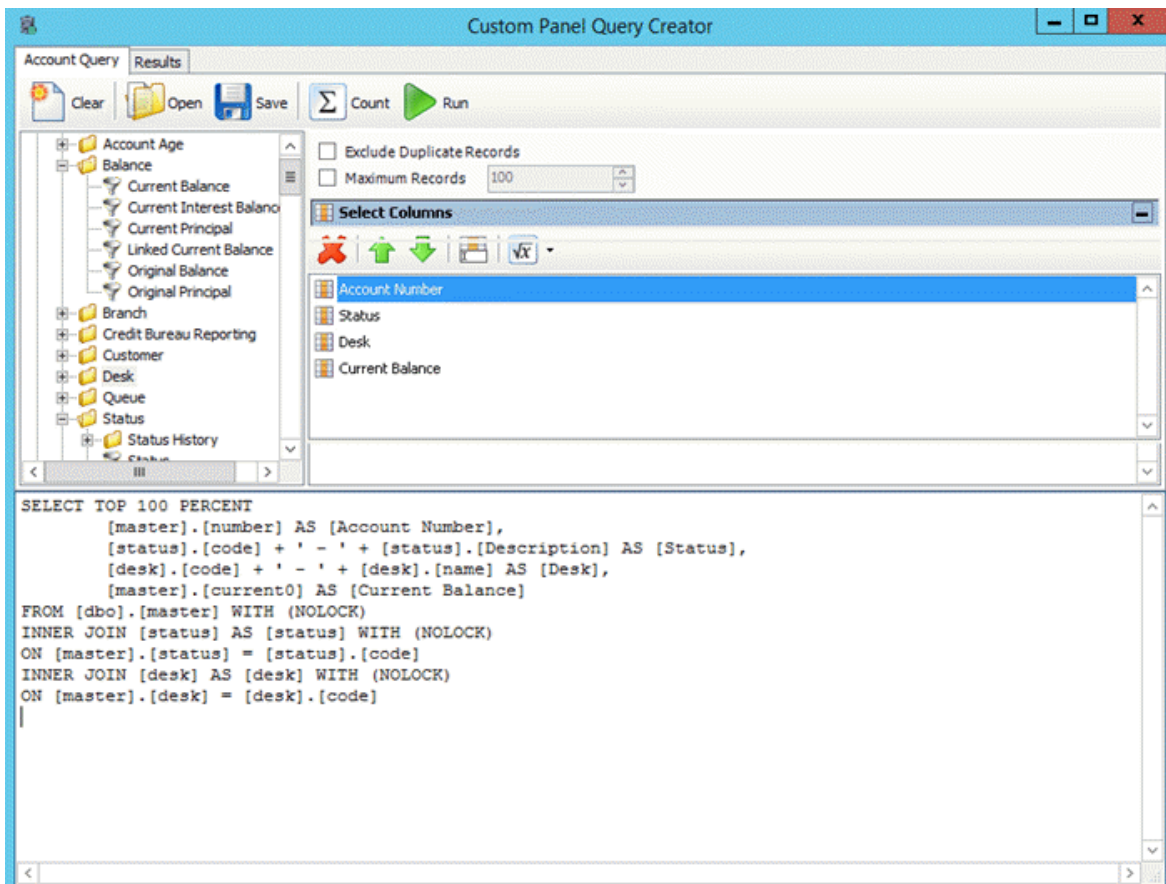 Custom Panel Query Creator
Account Query Results
Clear Open Save Σ Count Run
Account Age
Balance
Current Balance
Current Interest Balanc
Current Principal
Linked Current Balance
Original Balance
Original Principal
Branch
Credit Bureau Reporting
Customer
Desk
Queue
Status
Status History
Status
Exclude Duplicate Records
Maximum Records 100
Select Columns
√x
Account Number
Status
Desk
Current Balance
SELECT TOP 100 PERCENT
[master].[number] AS [Account Number],
[status].[code] + ' - ' + [status].[Description] AS [Status],
[desk].[code] + ' - ' + [desk].[name] AS [Desk],
[master].[current0] AS [Current Balance]
FROM [dbo].[master] WITH (NOLOCK)
INNER JOIN [status] AS [status] WITH (NOLOCK)
ON [master].[status] = [status].[code]
INNER JOIN [desk] AS [desk] WITH (NOLOCK)
ON [master].[desk] = [desk].[code]